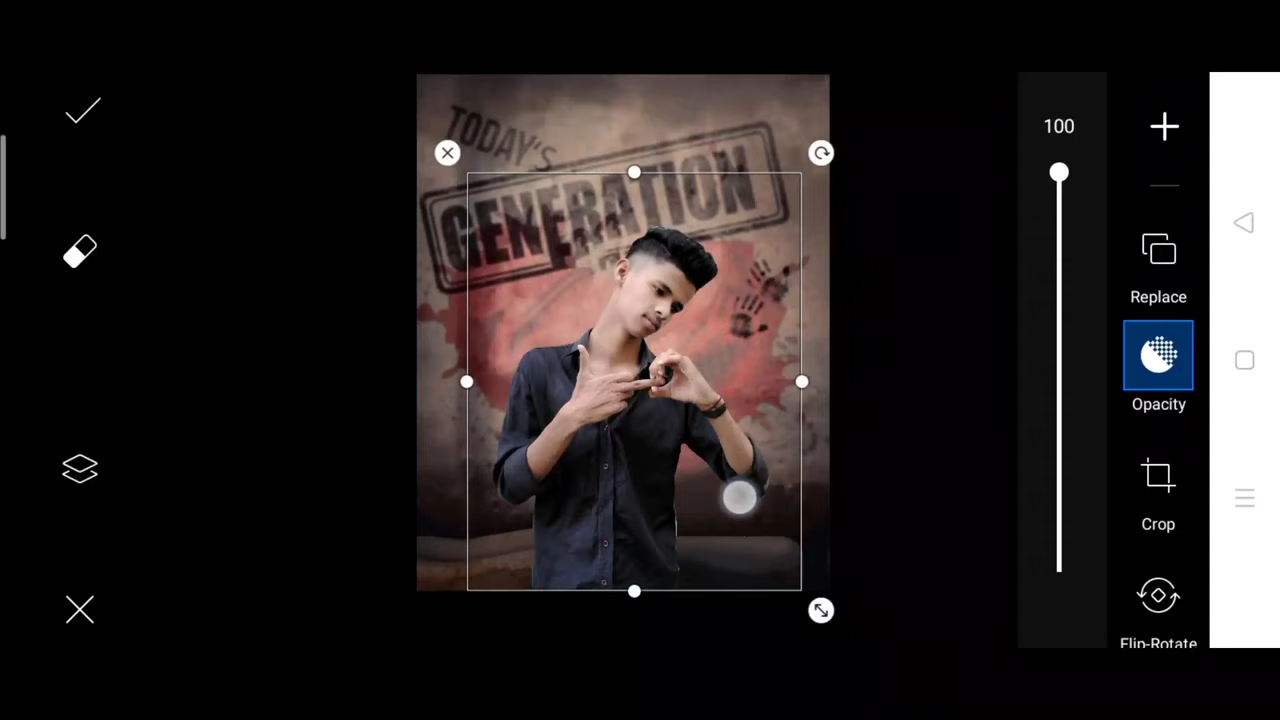 100
TODAY'S
GENERATION
Replace
Opacity
Crop
Flip-Rotate